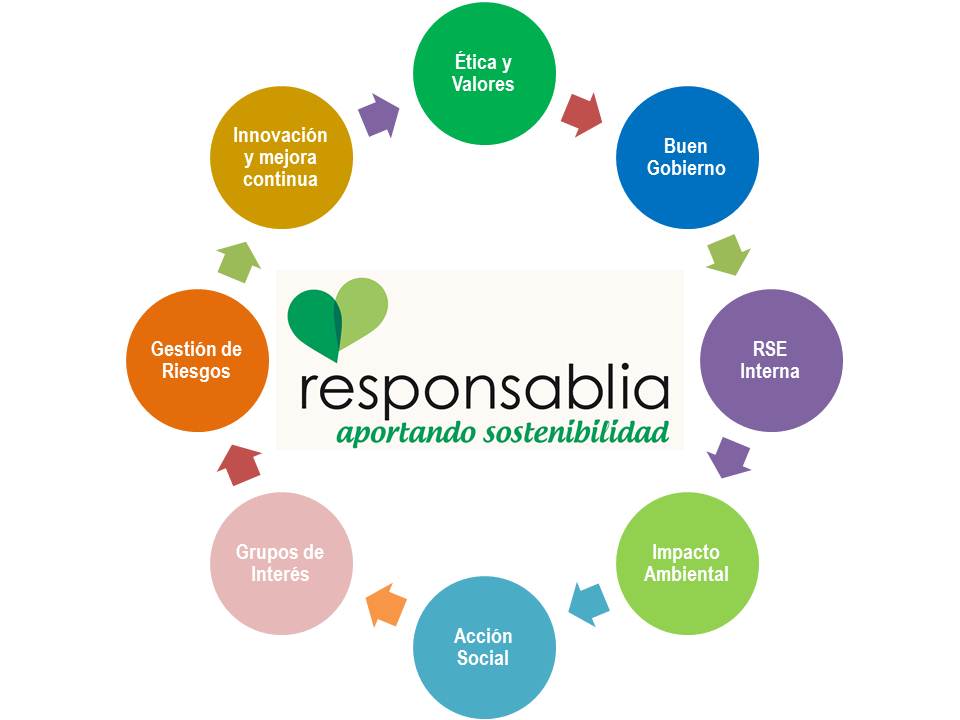 Ética y
Valores
Buen
Gobierno
RSE
Interna
Impacto
Ambiental
Acción
Social
Grupos de
Interés
Gestión de
Riesgos
Innovación
y mejora
continua
responsablia
aportando sostenibilidad